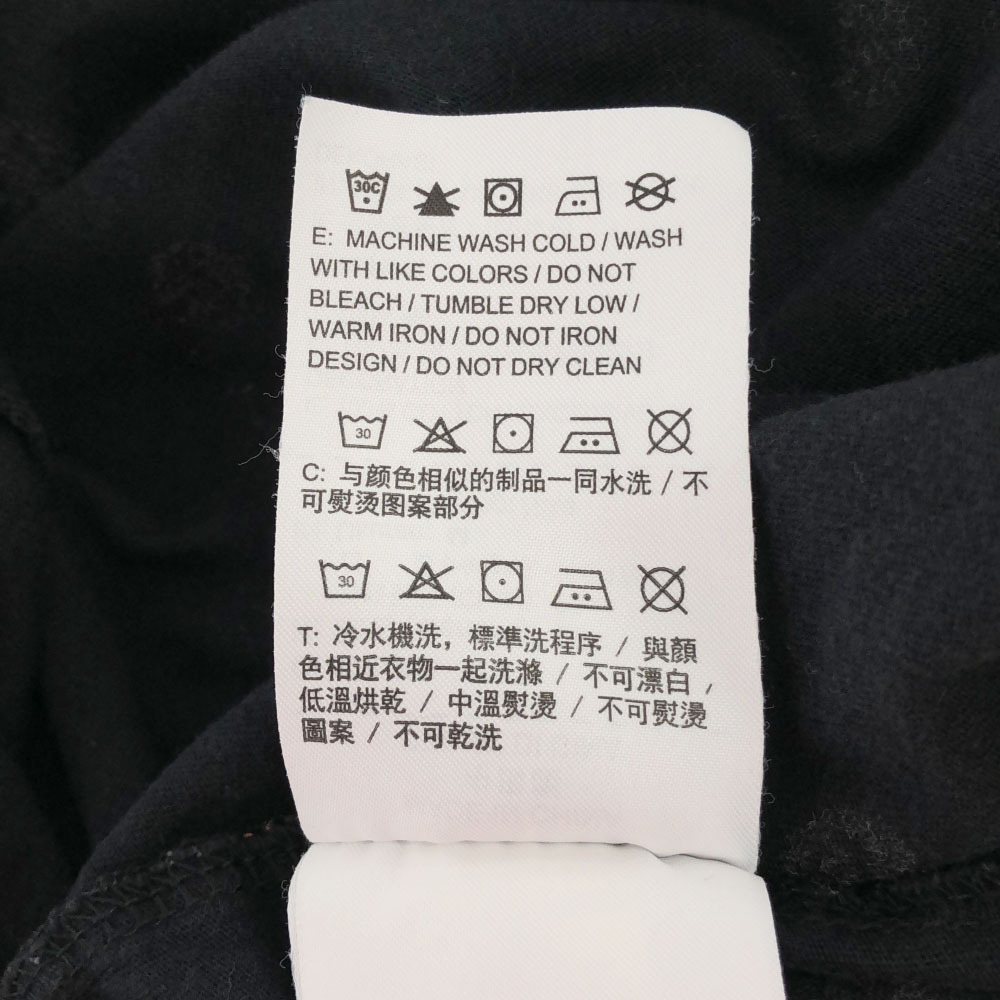 30C
E: MACHINE WASH COLD / WASH
WITH LIKE COLORS / DO NOT
BLEACH / TUMBLE DRY LOW /
WARM IRON / DO NOT IRON
DESIGN / DO NOT DRY CLEAN
30
C: 与颜色相似的制品一同水洗 / 不
可熨烫图案部分
30
T: 冷水機洗，標準洗程序 / 與顏
色相近衣物一起洗滌 / 不可漂白 /
低溫烘乾 / 中溫熨燙 / 不可熨燙
圖案 / 不可乾洗